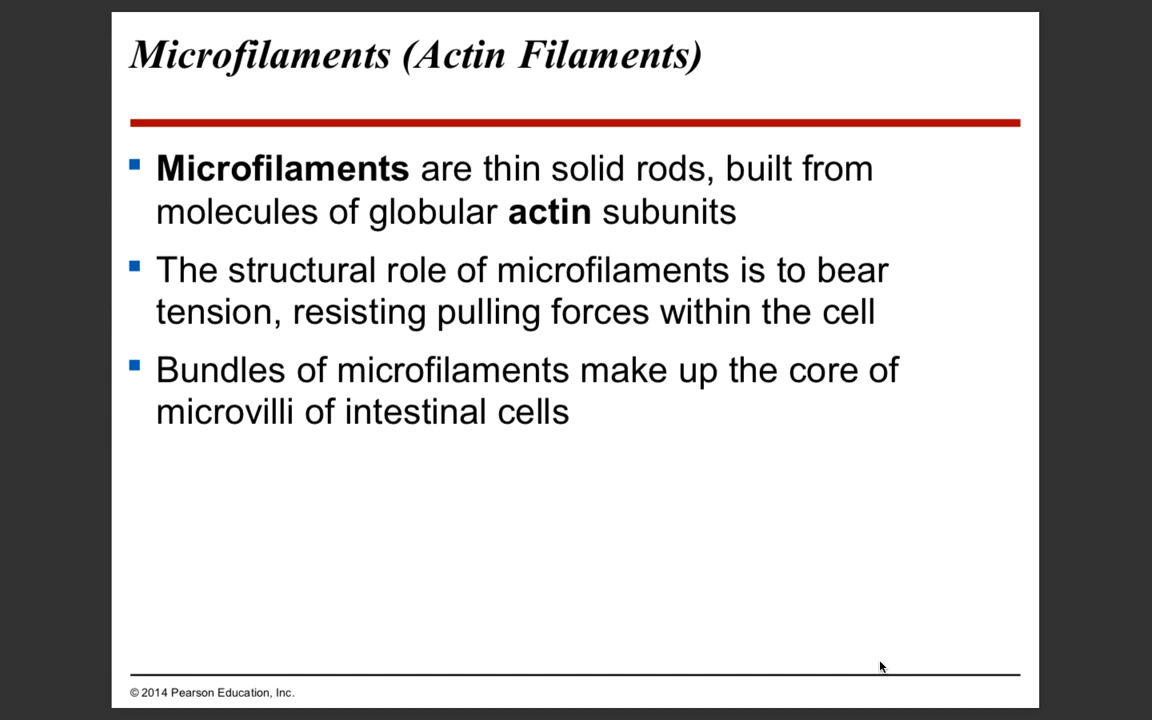 Microfilaments (Actin Filaments)
Microfilaments are thin solid rods, built from
molecules of globular actin subunits
The structural role of microfilaments is to bear
tension, resisting pulling forces within the cell
Bundles of microfilaments make up the core of
microvilli of intestinal cells
© 2014 Pearson Education, Inc.